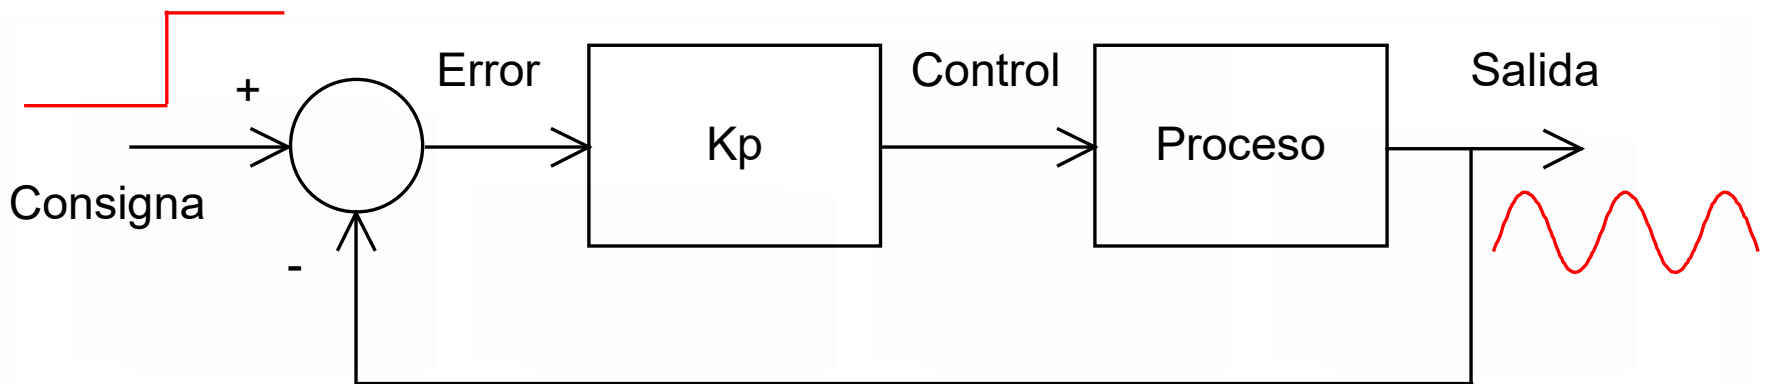 +
Error
Kp
Control
Proceso
Salida
Consigna
-